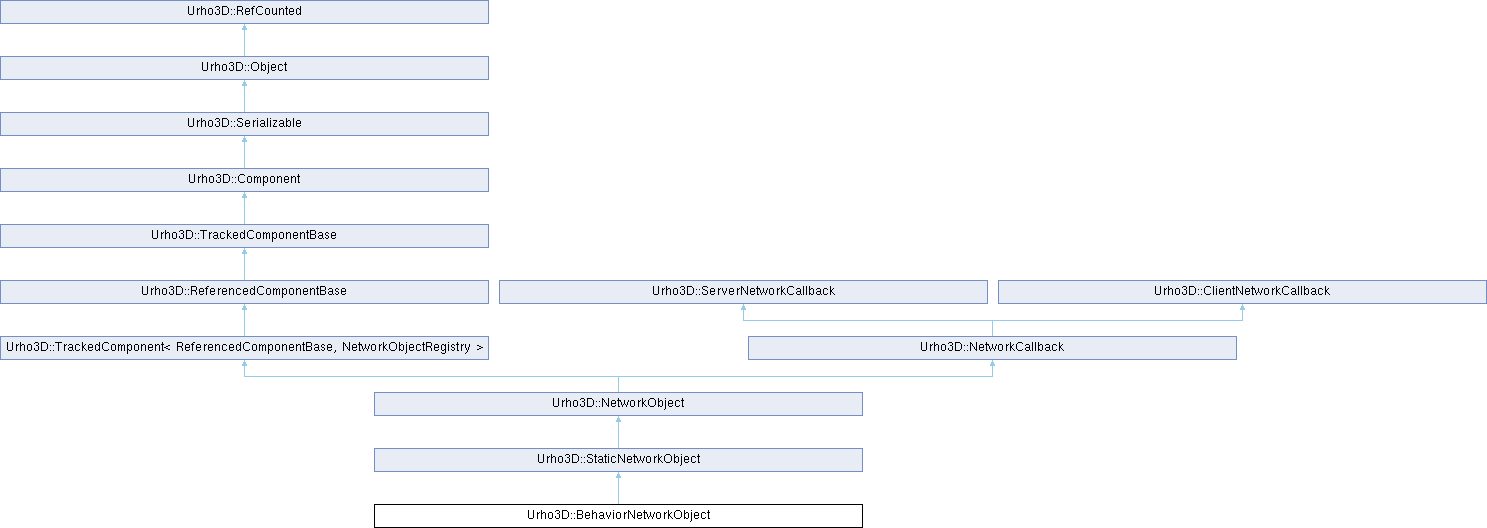 Urho3D::RefCounted
Urho3D::Object
Urho3D::Serializable
Urho3D::Component
Urho3D::TrackedComponentBase
Urho3D::ReferencedComponentBase
Urho3D::ServerNetworkCallback
Urho3D::ClientNetworkCallback
Urho3D::TrackedComponent< ReferencedComponentBase, NetworkObjectRegistry >
Urho3D::NetworkCallback
Urho3D::NetworkObject
Urho3D::StaticNetworkObject
Urho3D::BehaviorNetworkObject